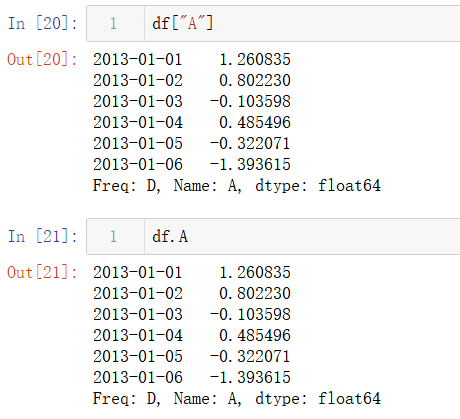 In [20]: 1 df["A"]
Out[20]: 2013-01-01 1.260835
2013-01-02 0.802230
2013-01-03 -0.103598
2013-01-04 0.485496
2013-01-05 -0.322071
2013-01-06 -1.393615
Freq: D, Name: A, dtype: float64
In [21]: 1 df.A
Out[21]: 2013-01-01 1.260835
2013-01-02 0.802230
2013-01-03 -0.103598
2013-01-04 0.485496
2013-01-05 -0.322071
2013-01-06 -1.393615
Freq: D, Name: A, dtype: float64